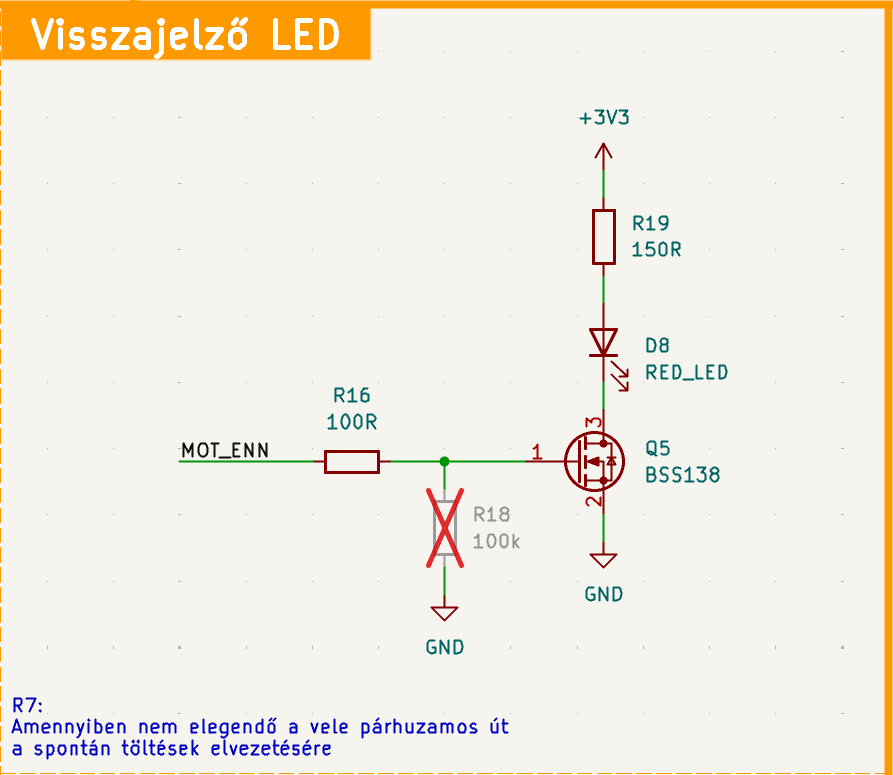 Visszajelző LED
+3V3
R19
150R
D8
RED_LED
R16
100R
MOT_ENN
1
3
Q5
BSS138
2
R18
100k
GND
GND
R7:
Amennyiben nem elegendő a vele párhuzamos út
a spontán töltések elvezetésére